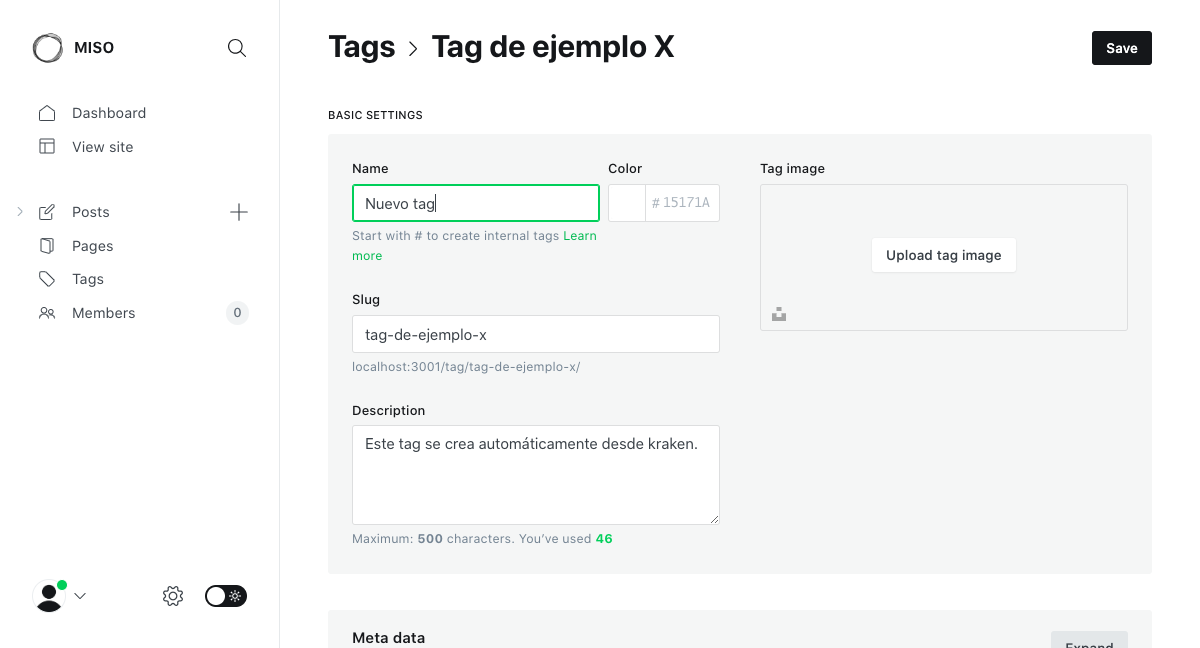 MISO
Dashboard
View site
Posts
Pages
Tags
Members 0
Tags > Tag de ejemplo X
Save
BASIC SETTINGS
Name
Nuevo tag
Start with # to create internal tags Learn
more
Color
# 15171A
Slug
tag-de-ejemplo-x
localhost:3001/tag/tag-de-ejemplo-x/
Description
Este tag se crea automáticamente desde kraken.
Maximum: 500 characters. You’ve used 46
Tag image
Upload tag image
Meta data
Expand